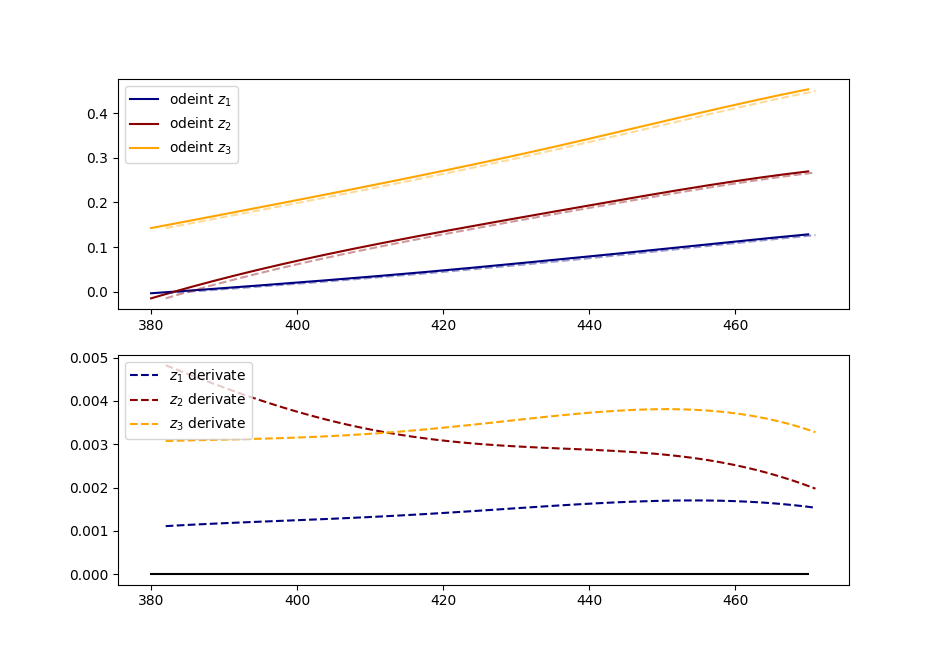 0.4
0.3
0.2
0.1
0.0
odeint z₁
odeint z₂
odeint z₃
380 400 420 440 460
0.005
0.004
0.003
0.002
0.001
0.000
z₁ derivate
z₂ derivate
z₃ derivate
380 400 420 440 460